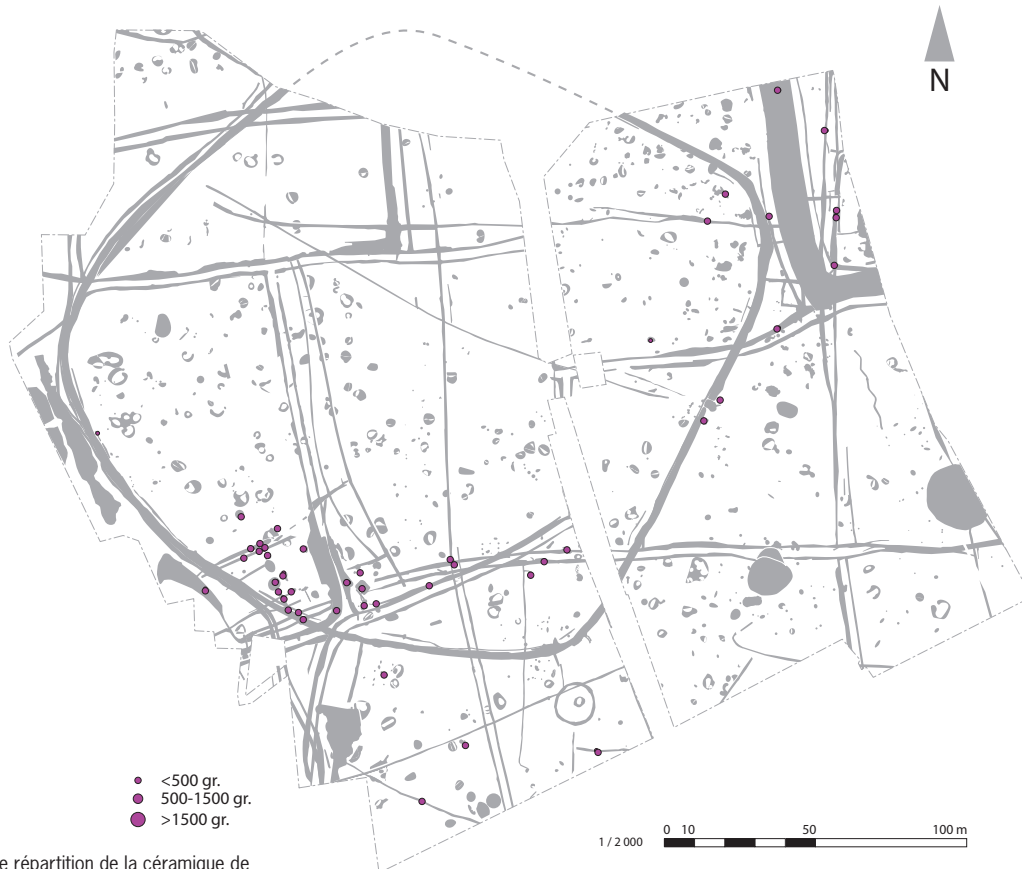 N
<500 gr.
500-1500 gr.
>1500 gr.
1 / 2 000
0 10 50 100 m
répartition de la céramique de